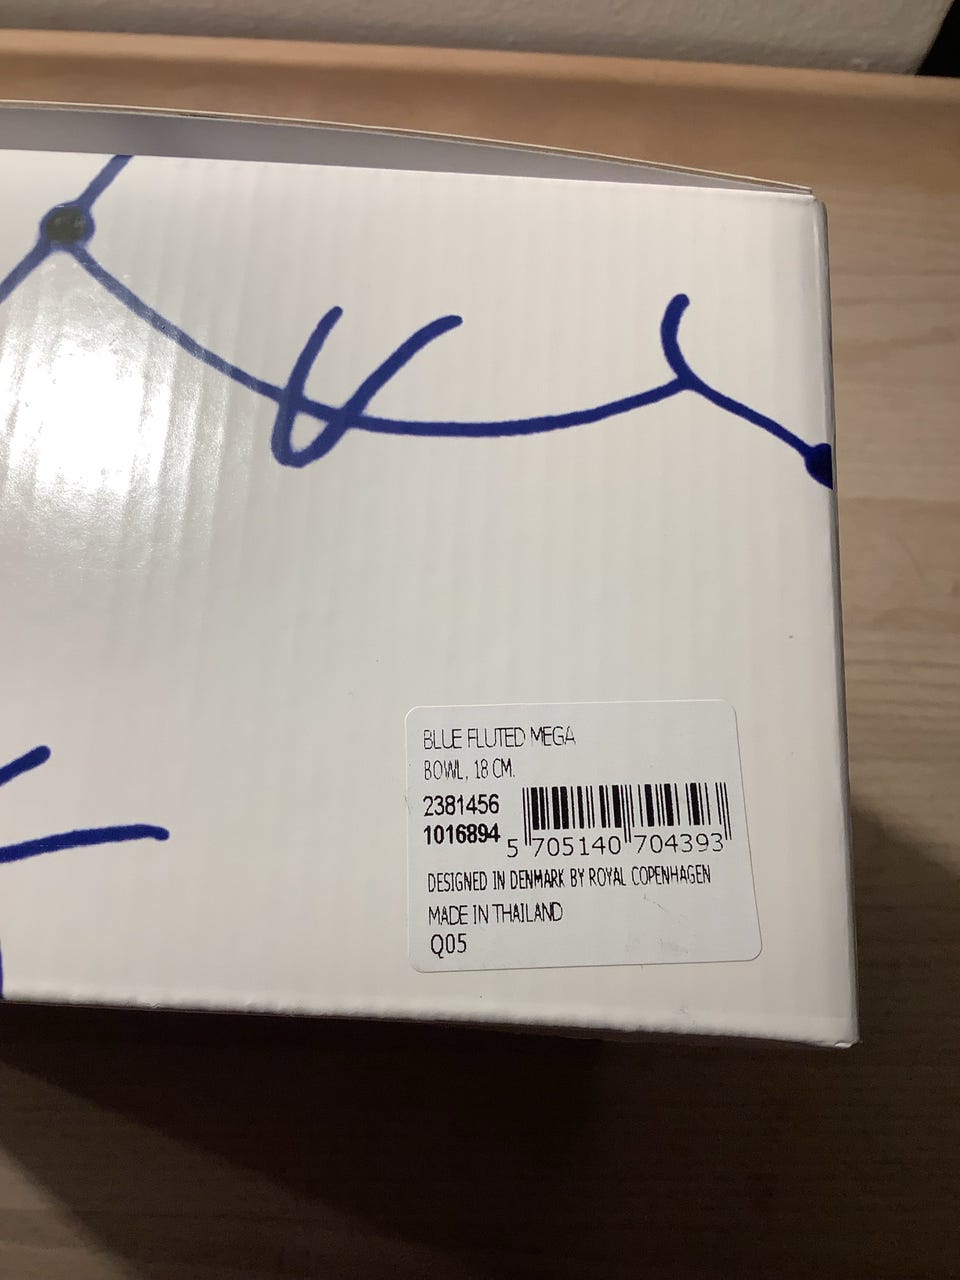 BLUE FLUTED MEGA
BOWL, 18 CM.
2381456
1016894
5 705140 704393
DESIGNED IN DENMARK BY ROYAL COPENHAGEN
MADE IN THAILAND
Q05